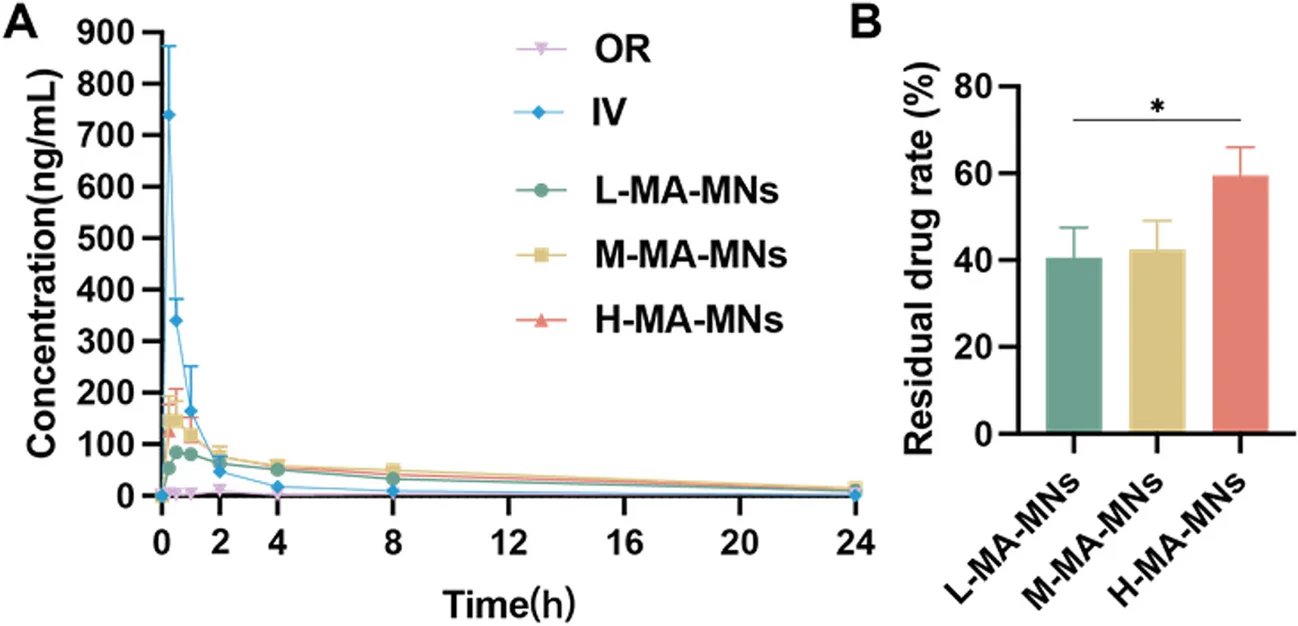 A
Concentration(ng/mL)
900
800
700
600
500
400
300
200
100
0
0 2 4 8 12 16 20 24
Time(h)
OR
IV
L-MA-MNs
M-MA-MNs
H-MA-MNs
B
Residual drug rate (%)
80
60
40
20
0
*
L-MA-MNs
M-MA-MNs
H-MA-MNs